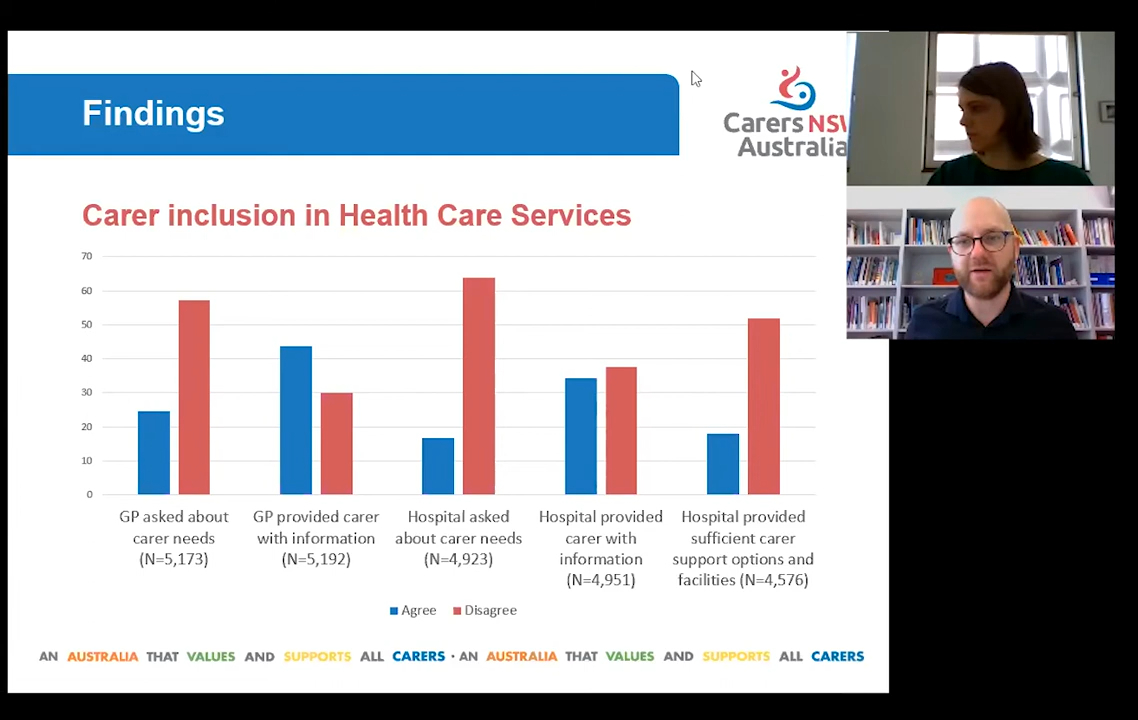 Findings
Carers NSW
Australia
Carer inclusion in Health Care Services
70
60
50
40
30
20
10
0
GP asked about
carer needs
(N=5,173)
GP provided carer
with information
(N=5,192)
Hospital asked
about carer needs
(N=4,923)
Hospital provided
carer with
information
(N=4,951)
Hospital provided
sufficient carer
support options and
facilities (N=4,576)
Agree Disagree
AN AUSTRALIA THAT VALUES AND SUPPORTS ALL CARERS · AN AUSTRALIA THAT VALUES AND SUPPORTS ALL CARERS